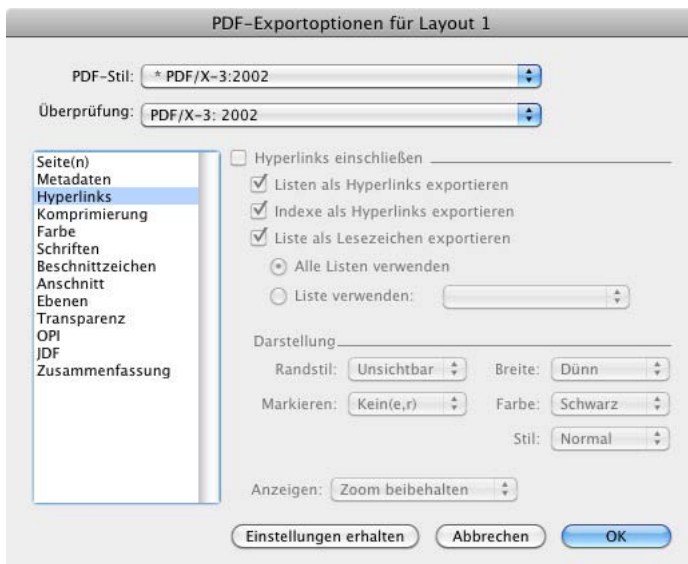 PDF-Exportoptionen für Layout 1
PDF-Stil: * PDF/X-3:2002
Überprüfung: PDF/X-3: 2002
Seite(n)
Metadaten
Hyperlinks
Komprimierung
Farbe
Schriften
Beschnittzeichen
Anschnitt
Ebenen
Transparenz
OPI
JDF
Zusammenfassung
Hyperlinks einschließen
Listen als Hyperlinks exportieren
Indexe als Hyperlinks exportieren
Liste als Lesezeichen exportieren
Alle Listen verwenden
Liste verwenden:
Darstellung
Randstil: Unsichtbar Breite: Dünn
Markieren: Kein(e,r) Farbe: Schwarz
Stil: Normal
Anzeigen: Zoom beibehalten
Einstellungen erhalten Abbrechen OK